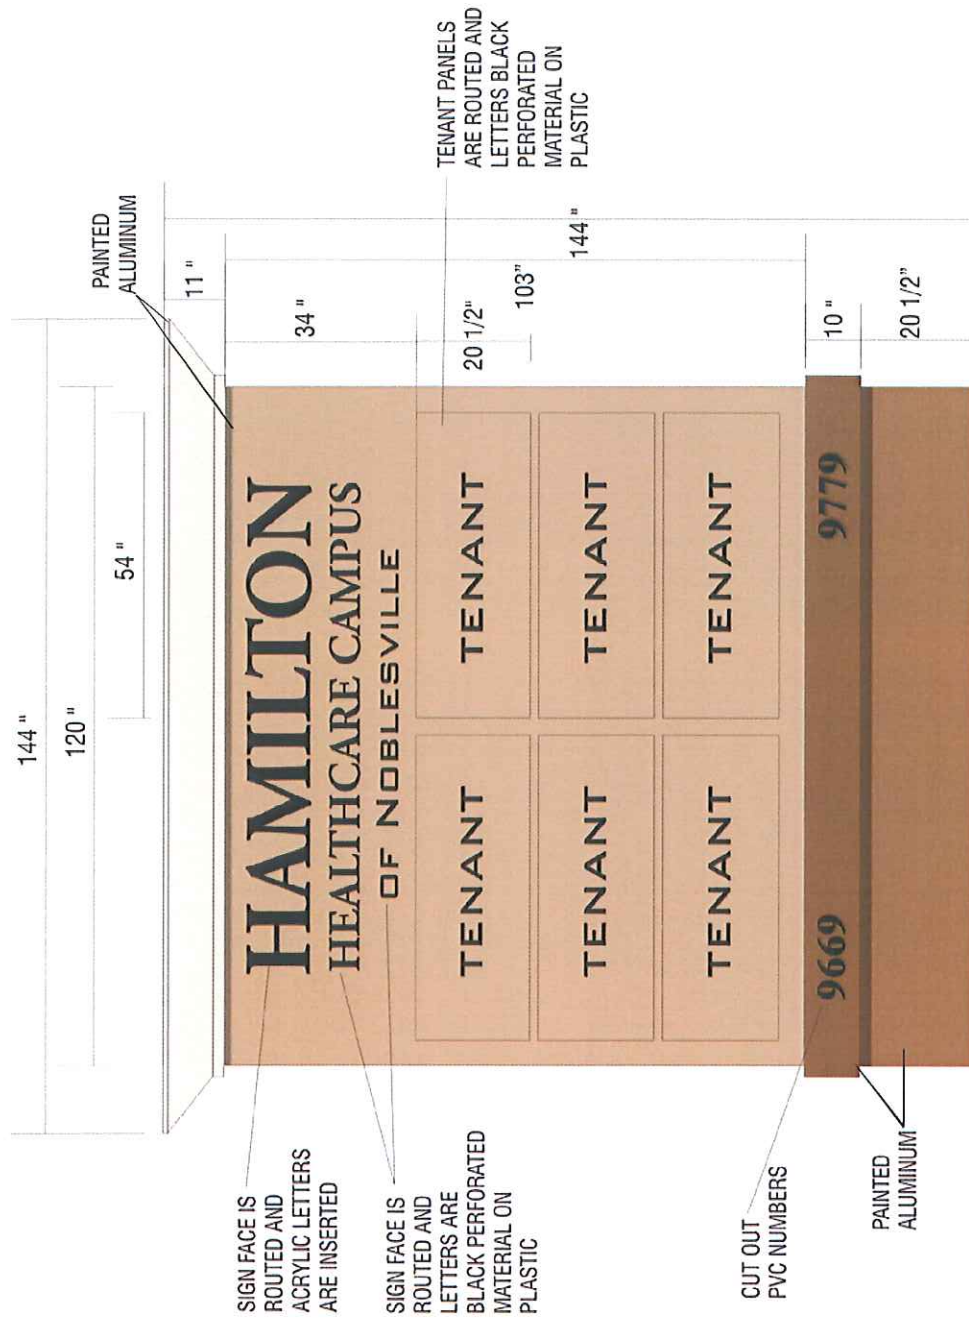 144 "
120 "
54 "
PAINTED
ALUMINUM
11 "
34 "
20 1/2"
103"
144 "
10 "
20 1/2"
SIGN FACE IS
ROUTED AND
ACRYLIC LETTERS
ARE INSERTED
SIGN FACE IS
ROUTED AND
LETTERS ARE
BLACK PERFORATED
MATERIAL ON
PLASTIC
HAMILTON
HEALTHCARE CAMPUS
OF NOBLESVILLE
TENANT TENANT
TENANT TENANT
TENANT TENANT
9669 9779
TENANT PANELS
ARE ROUTED AND
LETTERS BLACK
PERFORATED
MATERIAL ON
PLASTIC
CUT OUT
PVC NUMBERS
PAINTED
ALUMINUM